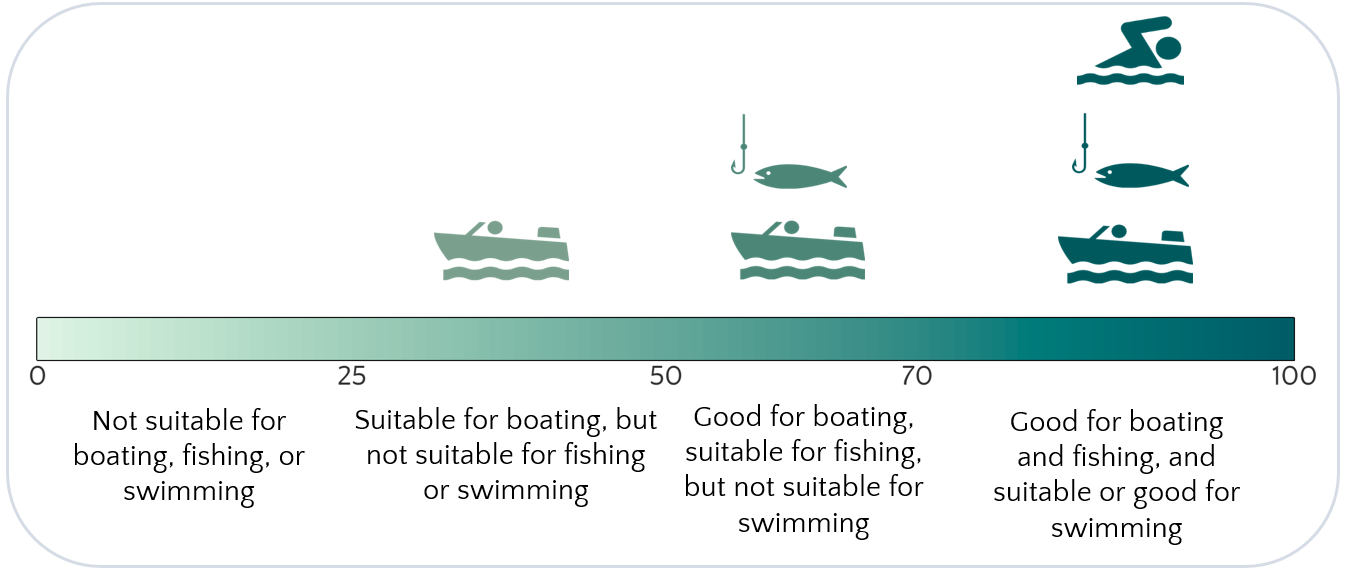 0 25 50 70 100
Not suitable for
boating, fishing, or
swimming
Suitable for boating, but
not suitable for fishing
or swimming
Good for boating,
suitable for fishing,
but not suitable for
swimming
Good for boating
and fishing, and
suitable or good for
swimming